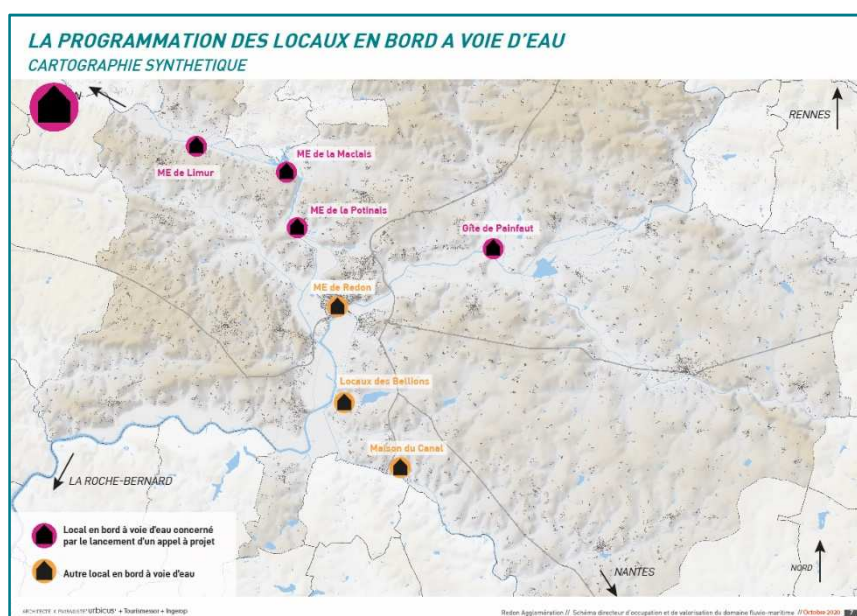 LA PROGRAMMATION DES LOCAUX EN BORD A VOIE D'EAU
CARTOGRAPHIE SYNTHETIQUE
RENNES
ME de Limur
ME de la Maclais
ME de la Potinais
Gîte de Painfaut
ME de Redon
Locaux des Bellions
Maison du Canal
LA ROCHE-BERNARD
Local en bord à voie d'eau concerné
par le lancement d'un appel à projet
Autre local en bord à voie d'eau
NANTES
NORD
urbicus + Tourismessor + Ingerop
Redon Agglomération // Schéma directeur d'occupation et de valorisation du domaine fluvio-maritime // Octobre 2020